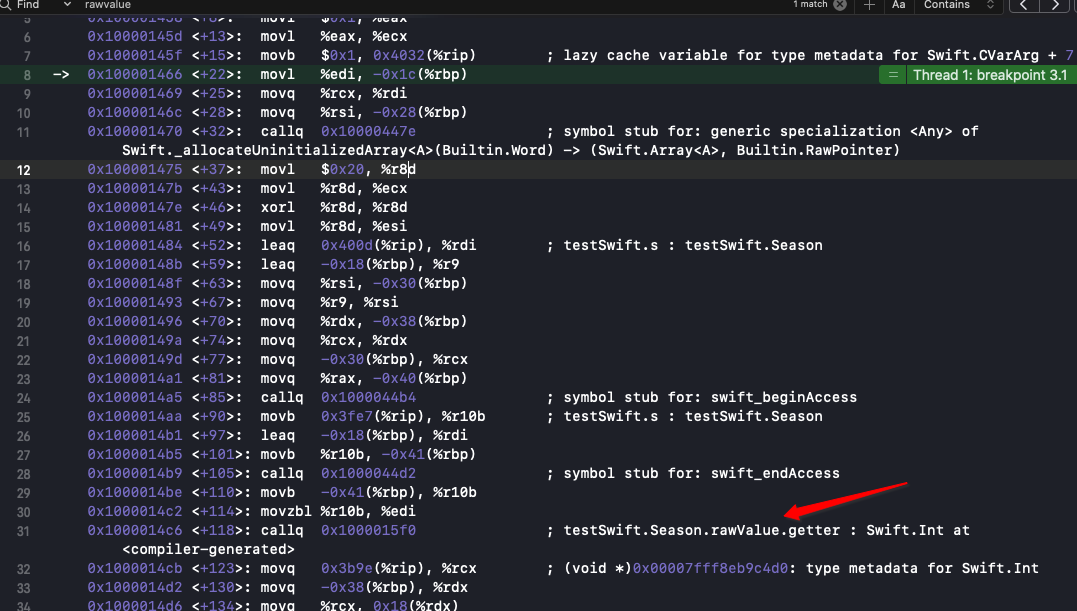 Find rawvalue 1 match Aa Contains
5 0x100001458 <+8>: movl $0x1, %eax
6 0x10000145d <+13>: movl %eax, %ecx
7 0x10000145f <+15>: movb $0x1, 0x4032(%rip) ; lazy cache variable for type metadata for Swift.CVarArg + 7
8 -> 0x100001466 <+22>: movl %edi, -0x1c(%rbp) = Thread 1: breakpoint 3.1
9 0x100001469 <+25>: movq %rcx, %rdi
10 0x10000146c <+28>: movq %rsi, -0x28(%rbp)
11 0x100001470 <+32>: callq 0x10000447e ; symbol stub for: generic specialization <Any> of
Swift._allocateUninitializedArray<A>(Builtin.Word) -> (Swift.Array<A>, Builtin.RawPointer)
12 0x100001475 <+37>: movl $0x20, %r8d
13 0x10000147b <+43>: movl %r8d, %ecx
14 0x10000147e <+46>: xorl %r8d, %r8d
15 0x100001481 <+49>: movl %r8d, %esi
16 0x100001484 <+52>: leaq 0x400d(%rip), %rdi ; testSwift.s : testSwift.Season
17 0x10000148b <+59>: leaq -0x18(%rbp), %r9
18 0x10000148f <+63>: movq %rsi, -0x30(%rbp)
19 0x100001493 <+67>: movq %r9, %rsi
20 0x100001496 <+70>: movq %rdx, -0x38(%rbp)
21 0x10000149a <+74>: movq %rcx, %rdx
22 0x10000149d <+77>: movq -0x30(%rbp), %rcx
23 0x1000014a1 <+81>: movq %rax, -0x40(%rbp)
24 0x1000014a5 <+85>: callq 0x1000044b4 ; symbol stub for: swift_beginAccess
25 0x1000014aa <+90>: movb 0x3fe7(%rip), %r10b ; testSwift.s : testSwift.Season
26 0x1000014b1 <+97>: leaq -0x18(%rbp), %rdi
27 0x1000014b5 <+101>: movb %r10b, -0x41(%rbp)
28 0x1000014b9 <+105>: callq 0x1000044d2 ; symbol stub for: swift_endAccess
29 0x1000014be <+110>: movb -0x41(%rbp), %r10b
30 0x1000014c2 <+114>: movzbl %r10b, %edi
31 0x1000014c6 <+118>: callq 0x1000015f0 ; testSwift.Season.rawValue.getter : Swift.Int at
<compiler-generated>
32 0x1000014cb <+123>: movq 0x3b9e(%rip), %rcx ; (void *)0x00007fff8eb9c4d0: type metadata for Swift.Int
33 0x1000014d2 <+130>: movq -0x38(%rbp), %rdx
34 0x1000014d6 <+134>: movq %rcx, 0x18(%rdx)